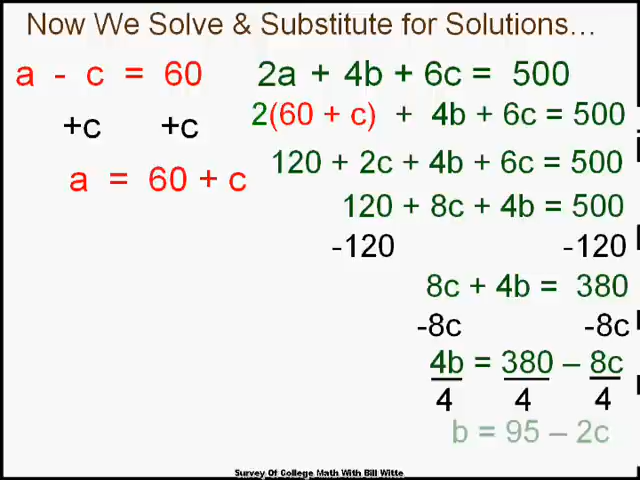 Now We Solve & Substitute for Solutions...
a - c = 60
+c +c
a = 60 + c
2a + 4b + 6c = 500
2(60 + c) + 4b + 6c = 500
120 + 2c + 4b + 6c = 500
120 + 8c + 4b = 500
-120 -120
8c + 4b = 380
-8c -8c
4b = 380 – 8c
4 4 4
b = 95 – 2c
Survey Of College Math With Bill Witte